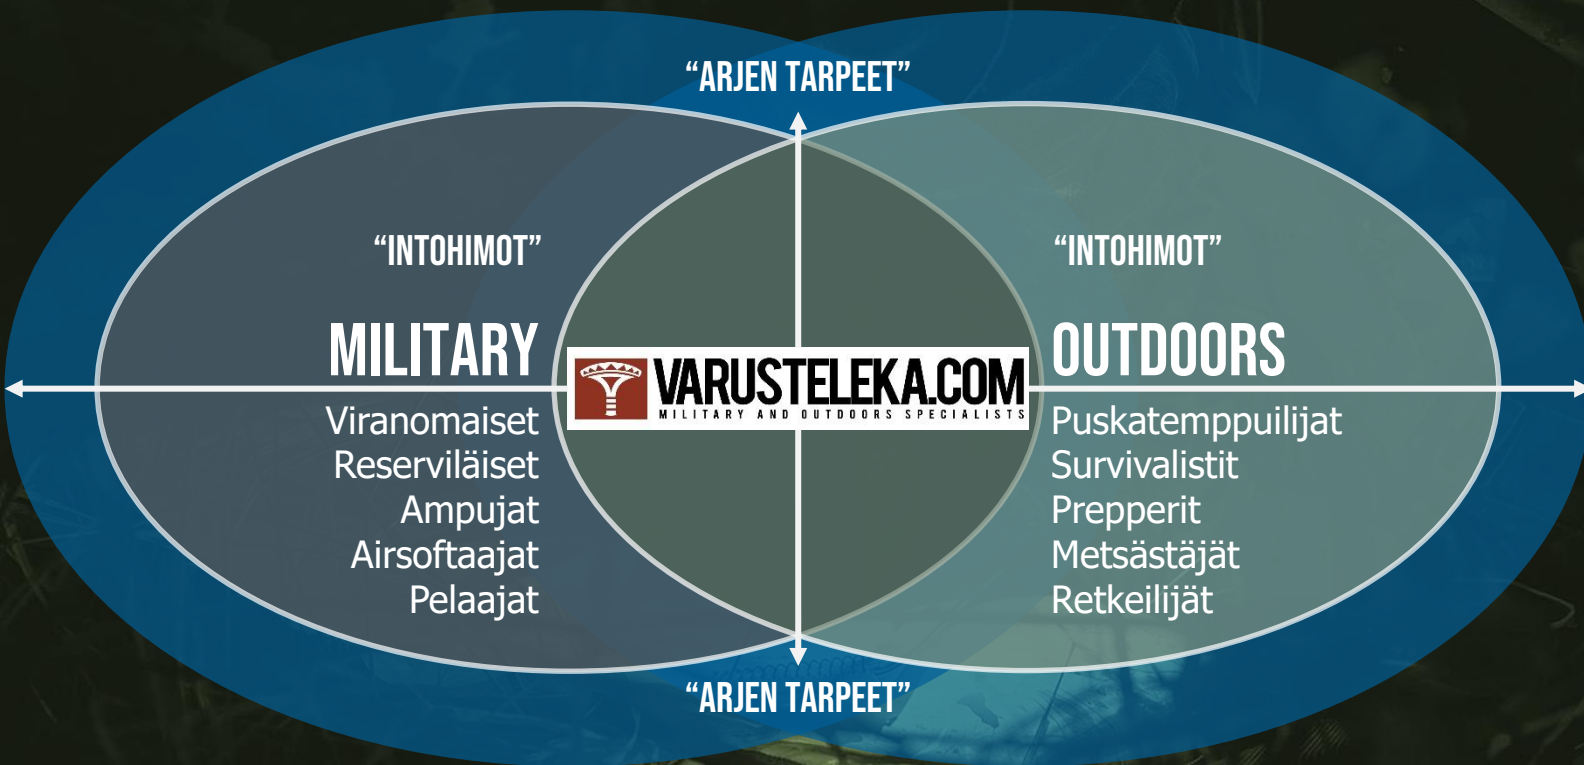 “ARJEN TARPEET”
“INTOHIMOT”
MILITARY
Viranomaiset
Reserviläiset
Ampujat
Airsoftaajat
Pelaajat
VARUSTELEKA.COM
MILITARY AND OUTDOORS SPECIALISTS
“INTOHIMOT”
OUTDOORS
Puskatemppuilijat
Survivalistit
Prepperit
Metsästäjät
Retkeilijät
“ARJEN TARPEET”